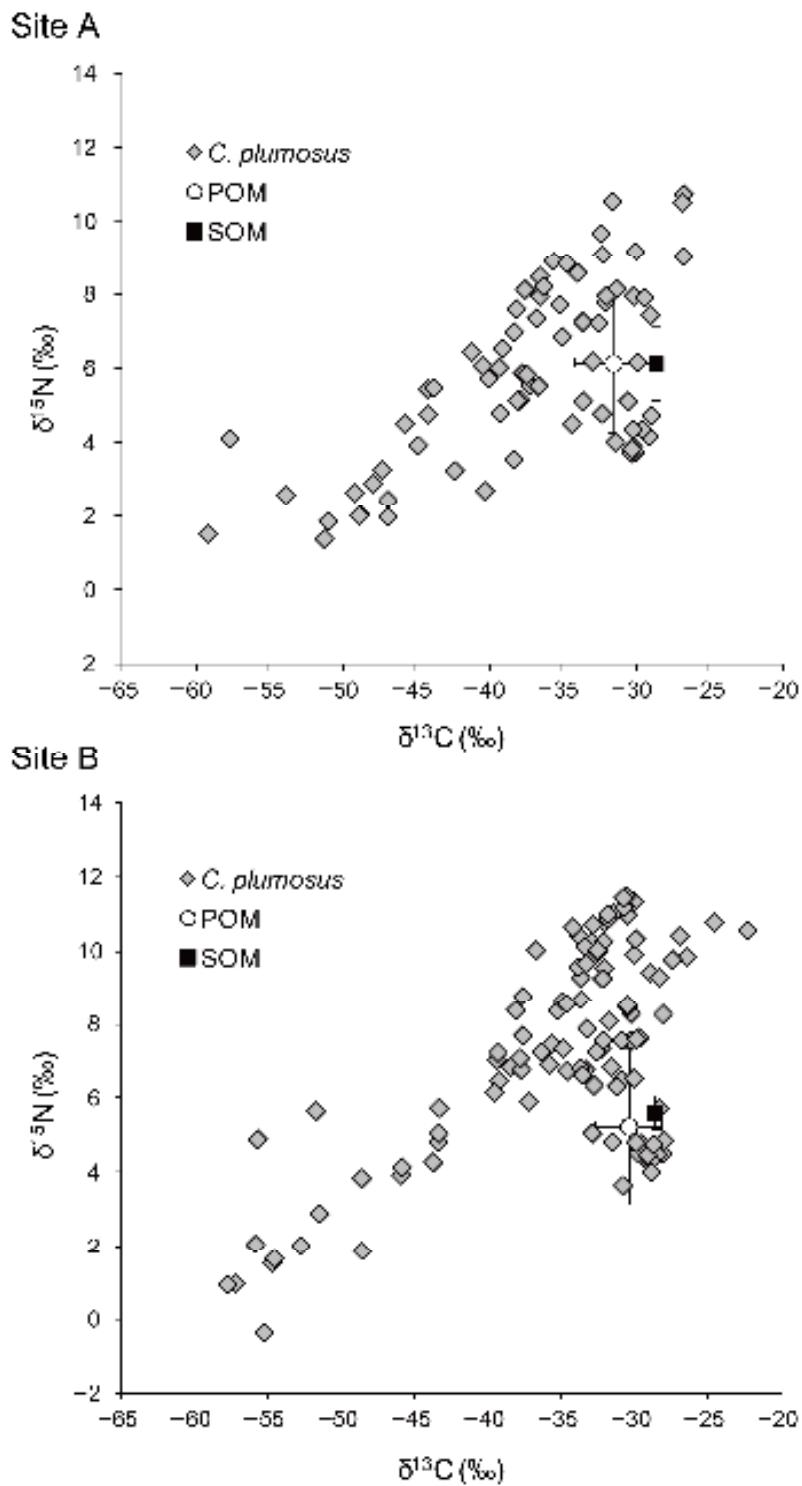 Site A
14
12
10
8
6
4
2
0
2
δ¹⁵N (‰)
C. plumosus
POM
SOM
−65 −60 −55 −50 −45 −40 −35 −30 −25 −20
δ¹³C (‰)
Site B
14
12
10
8
6
4
2
0
−2
δ¹⁵N (‰)
C. plumosus
POM
SOM
−65 −60 −55 −50 −45 −40 −35 −30 −25 −20
δ¹³C (‰)